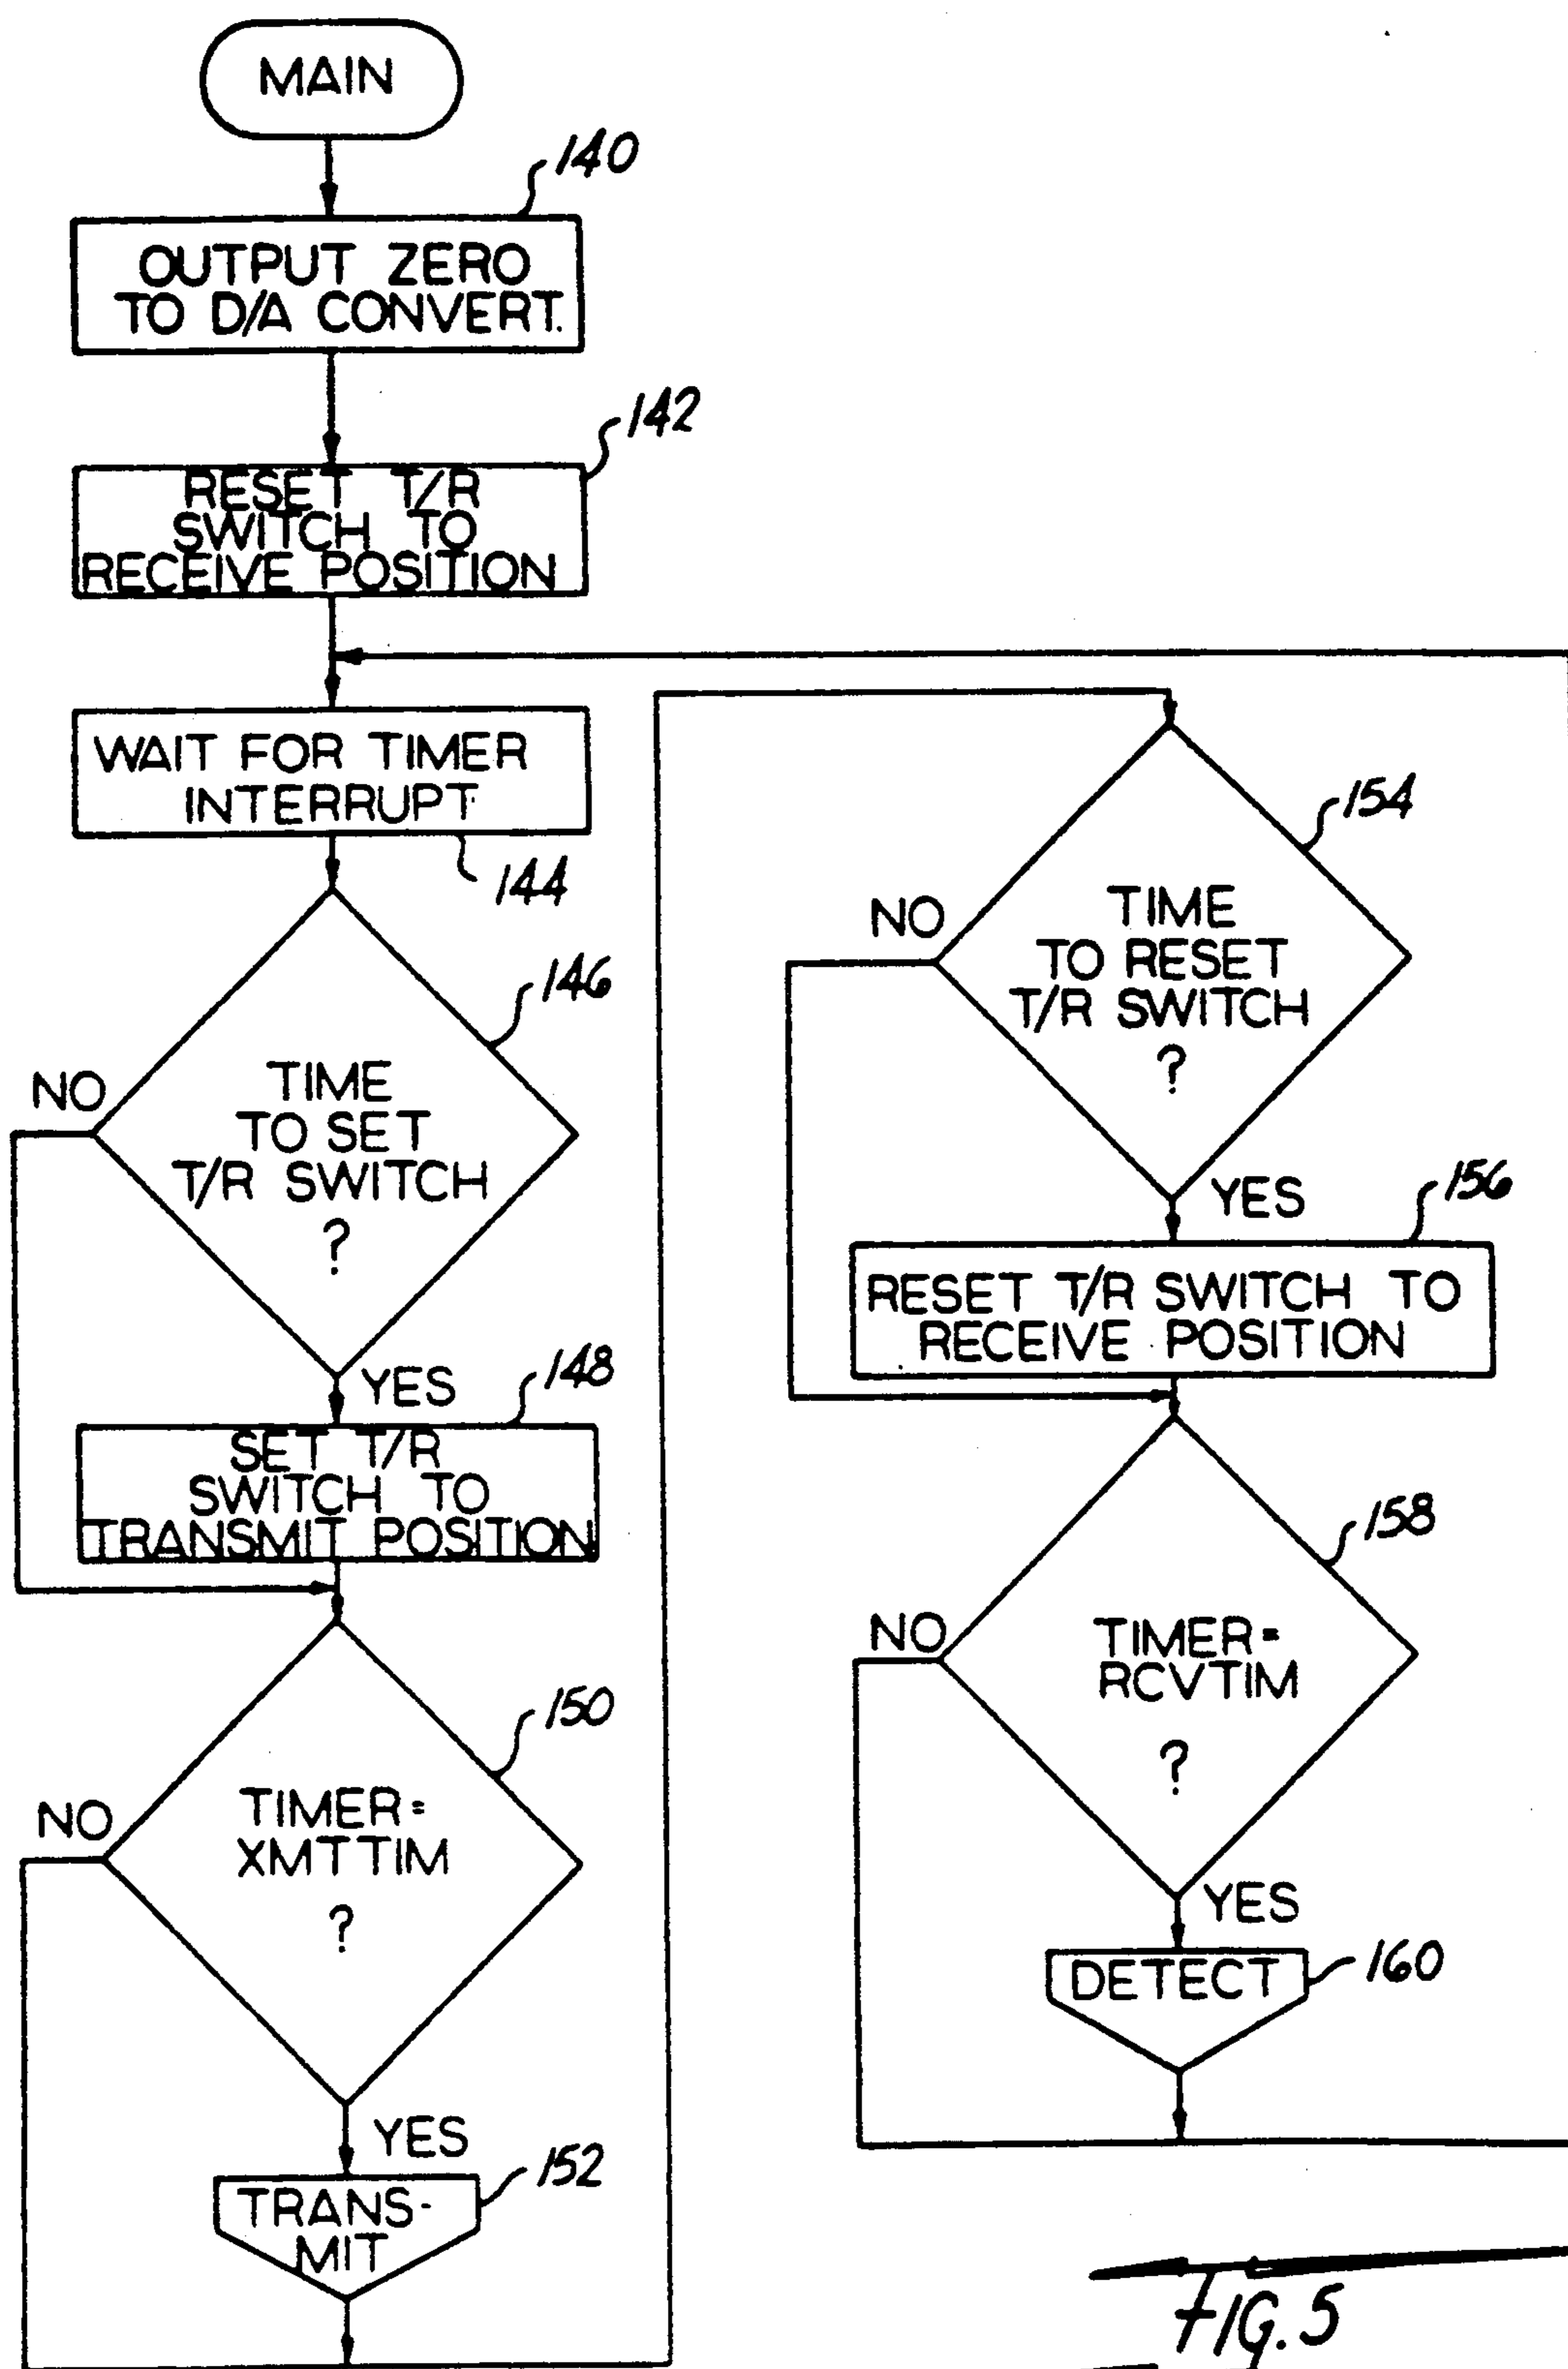 MAIN
140
OUTPUT ZERO
TO D/A CONVERT.
142
RESET T/R
SWITCH TO
RECEIVE POSITION
WAIT FOR TIMER
INTERRUPT
144
146
NO
TIME
TO SET
T/R SWITCH
?
YES
148
SET T/R
SWITCH TO
TRANSMIT POSITION
150
NO
TIMER=
XMTTIM
?
YES
152
TRANS-
MIT
154
NO
TIME
TO RESET
T/R SWITCH
?
YES
156
RESET T/R SWITCH TO
RECEIVE POSITION
158
NO
TIMER=
RCVTIM
?
YES
DETECT
160
FIG. 5